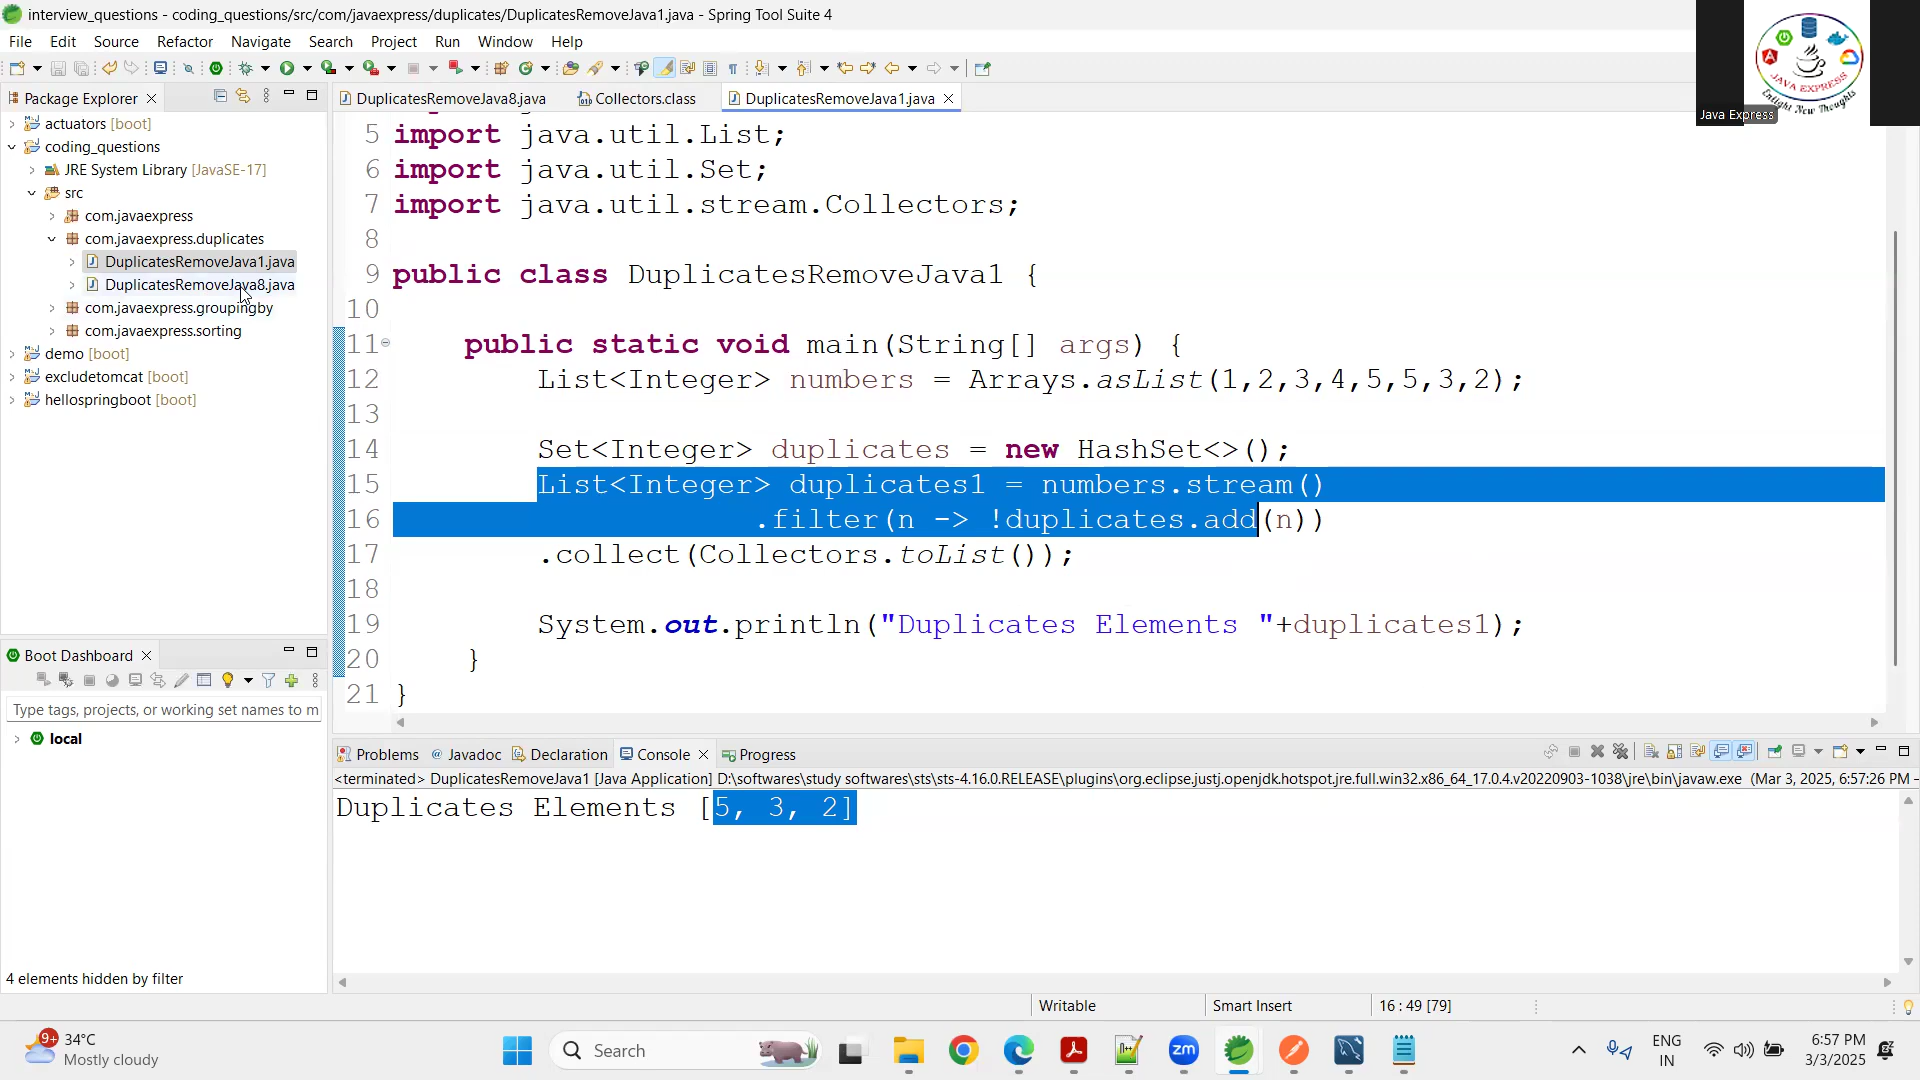 interview_questions - coding_questions/src/com/javaexpress/duplicates/DuplicatesRemoveJava1.java - Spring Tool Suite 4
File Edit Source Refactor Navigate Search Project Run Window Help
JAVA EXPRESS
Enlight New Thoughts
Java Express
Package Explorer
DuplicatesRemoveJava8.java Collectors.class DuplicatesRemoveJava1.java
actuators [boot]
coding_questions
JRE System Library [JavaSE-17]
src
com.javaexpress
com.javaexpress.duplicates
DuplicatesRemoveJava1.java
DuplicatesRemoveJava8.java
com.javaexpress.groupingby
com.javaexpress.sorting
demo [boot]
excludetomcat [boot]
hellospringboot [boot]
5 import java.util.List;
6 import java.util.Set;
7 import java.util.stream.Collectors;
8
9 public class DuplicatesRemoveJava1 {
10
11 public static void main(String[] args) {
12 List<Integer> numbers = Arrays.asList(1,2,3,4,5,5,3,2);
13
14 Set<Integer> duplicates = new HashSet<>();
15 List<Integer> duplicates1 = numbers.stream()
16 .filter(n -> !duplicates.add(n))
17 .collect(Collectors.toList());
18
19 System.out.println("Duplicates Elements "+duplicates1);
20 }
21 }
Boot Dashboard
Type tags, projects, or working set names to m
local
4 elements hidden by filter
Problems Javadoc Declaration Console Progress
<terminated> DuplicatesRemoveJava1 [Java Application] D:\softwares\study softwares\sts\sts-4.16.0.RELEASE\plugins\org.eclipse.justj.openjdk.hotspot.jre.full.win32.x86_64_17.0.4.v20220903-1038\jre\bin\javaw.exe (Mar 3, 2025, 6:57:26 PM –
Duplicates Elements [5, 3, 2]
Writable Smart Insert 16 : 49 [79]
9+ 34°C
Mostly cloudy
Search
zm
ENG
IN
6:57 PM
3/3/2025